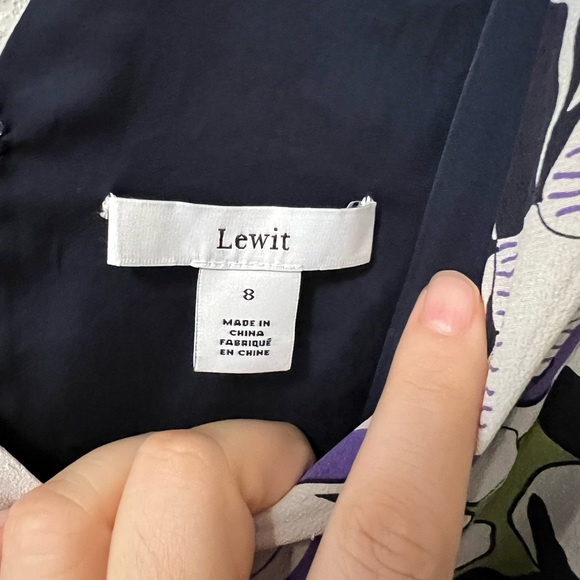 Lewit
8
MADE IN
CHINA
FABRIQUÉ
EN CHINE